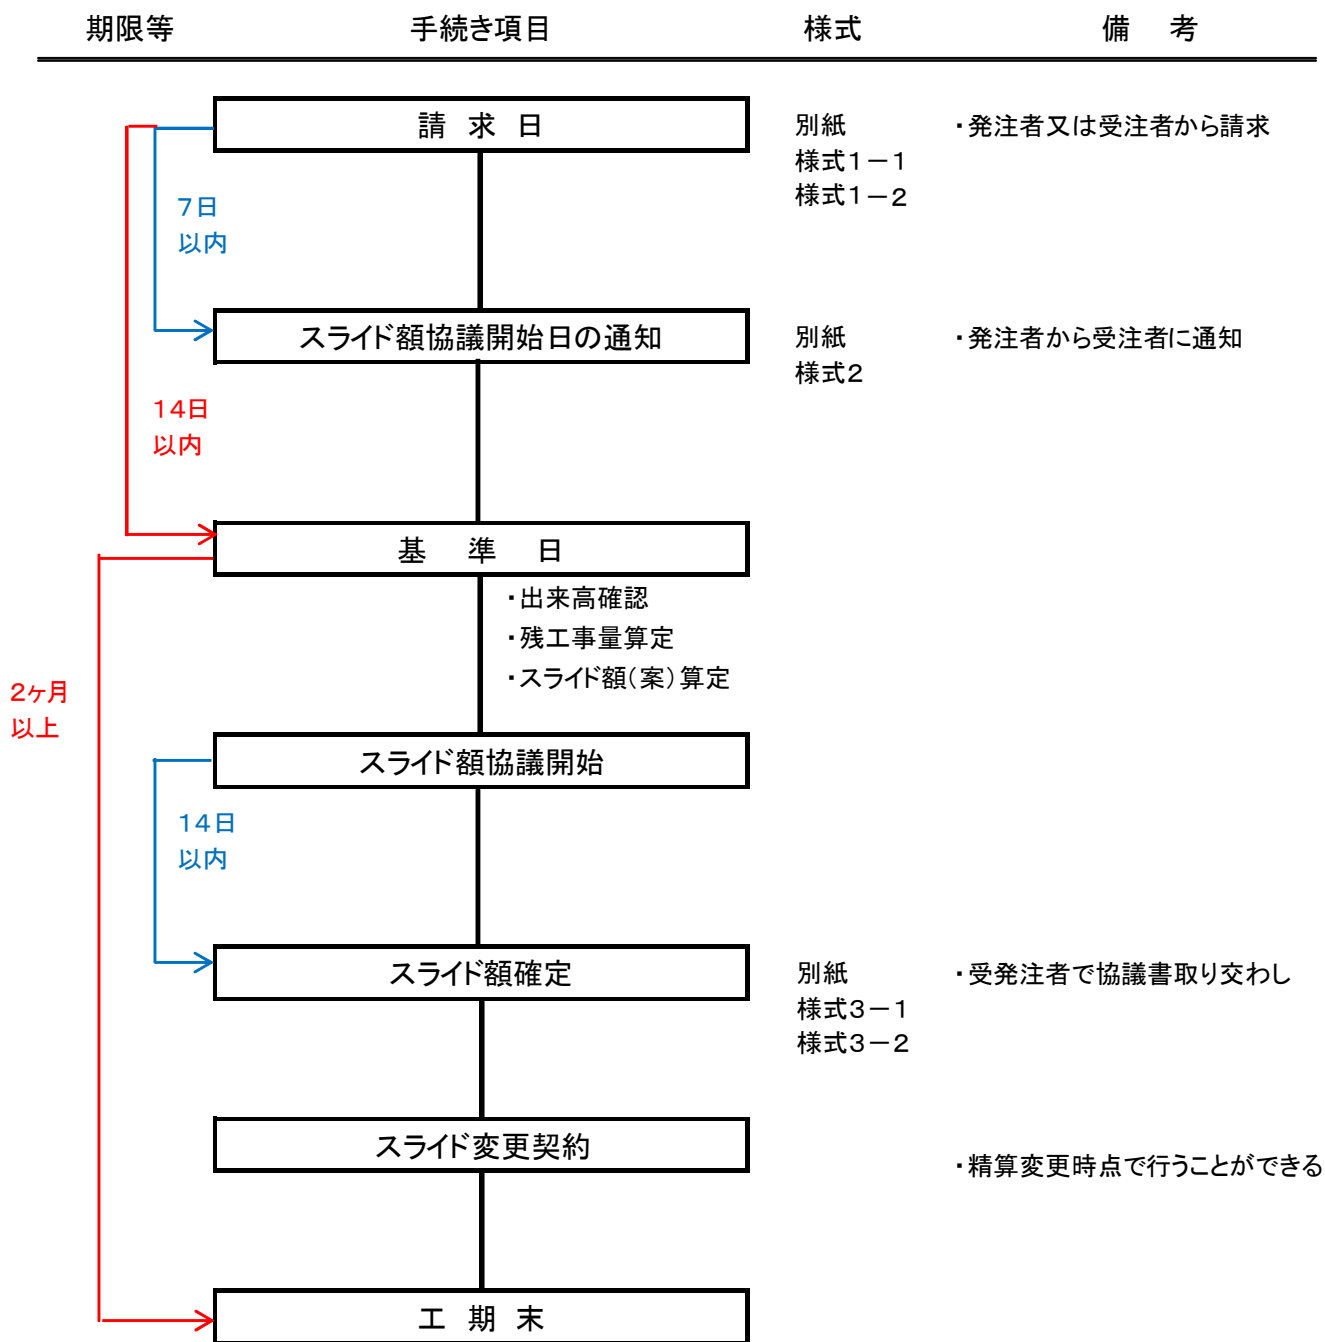 期限等 手続き項目 様式 備 考
請 求 日 別紙 ・発注者又は受注者から請求
様式1－1
様式1－2
7日
以内
スライド額協議開始日の通知 別紙 ・発注者から受注者に通知
様式2
14日
以内
基 準 日
・出来高確認
・残工事量算定
・スライド額(案)算定
2ヶ月
以上
スライド額協議開始
14日
以内
スライド額確定 別紙 ・受発注者で協議書取り交わし
様式3－1
様式3－2
スライド変更契約
・精算変更時点で行うことができる
工 期 末